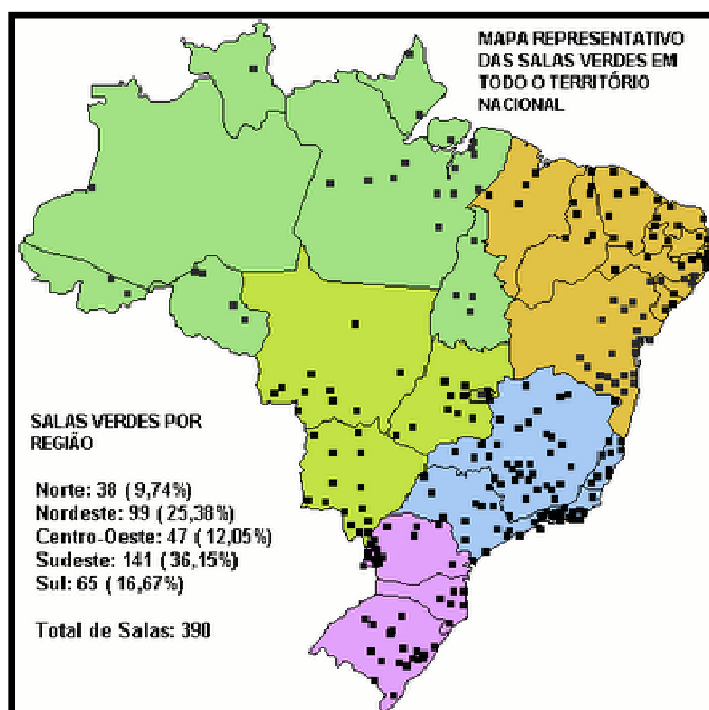 MAPA REPRESENTATIVO
DAS SALAS VERDES EM
TODO O TERRITÓRIO
NACIONAL
SALAS VERDES POR
REGIÃO
Norte: 38 (9,74%)
Nordeste: 99 (25,38%)
Centro-Oeste: 47 (12,05%)
Sudeste: 141 (36,15%)
Sul: 65 (16,67%)
Total de Salas: 390